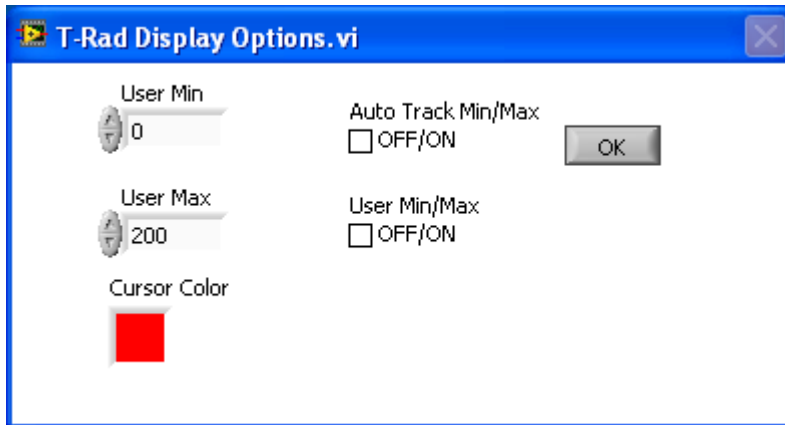 T-Rad Display Options.vi
User Min
0
Auto Track Min/Max
OFF/ON
OK
User Max
200
User Min/Max
OFF/ON
Cursor Color